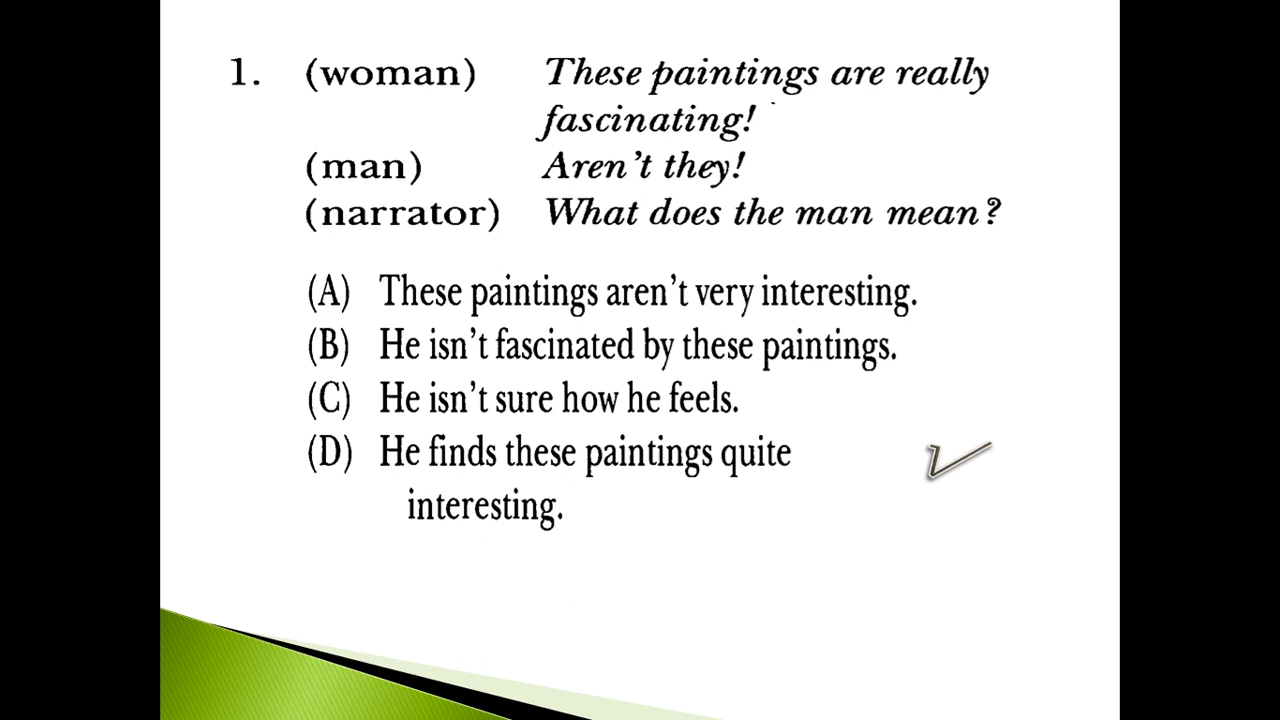 1. (woman) These paintings are really
fascinating!
(man) Aren't they!
(narrator) What does the man mean?
(A) These paintings aren't very interesting.
(B) He isn't fascinated by these paintings.
(C) He isn't sure how he feels.
(D) He finds these paintings quite
interesting.